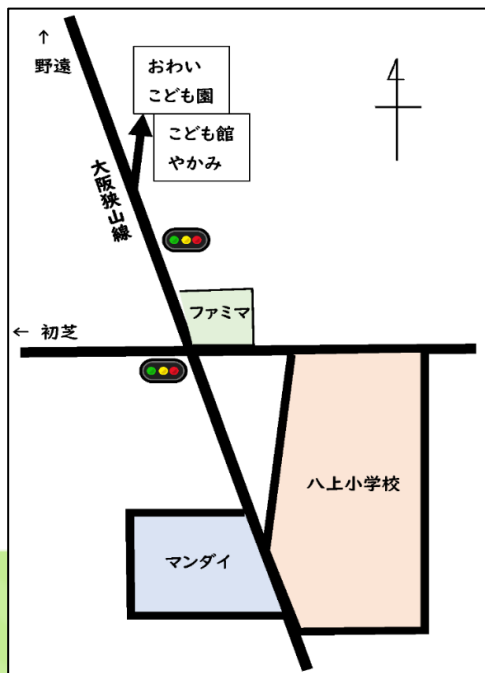 ↑
野遠
おわい
こども園
こども館
やかみ
大阪狭山線
ファミマ
← 初芝
八上小学校
マンダイ